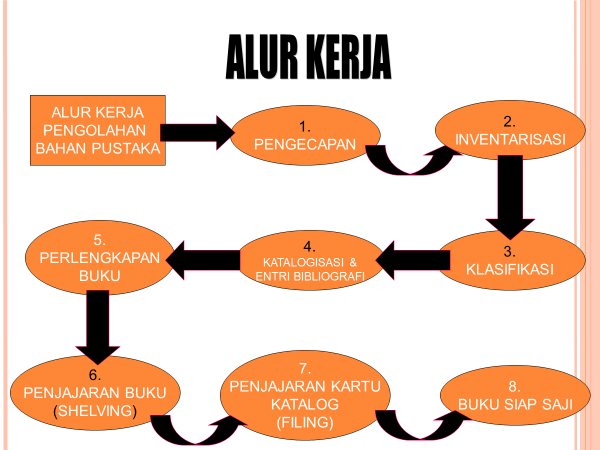 ALUR KERJA
ALUR KERJA
PENGOLAHAN
BAHAN PUSTAKA
1.
PENGECAPAN
2.
INVENTARISASI
3.
KLASIFIKASI
4.
KATALOGISASI &
ENTRI BIBLIOGRAFI
5.
PERLENGKAPAN
BUKU
6.
PENJAJARAN BUKU
(SHELVING)
7.
PENJAJARAN KARTU
KATALOG
(FILING)
8.
BUKU SIAP SAJI